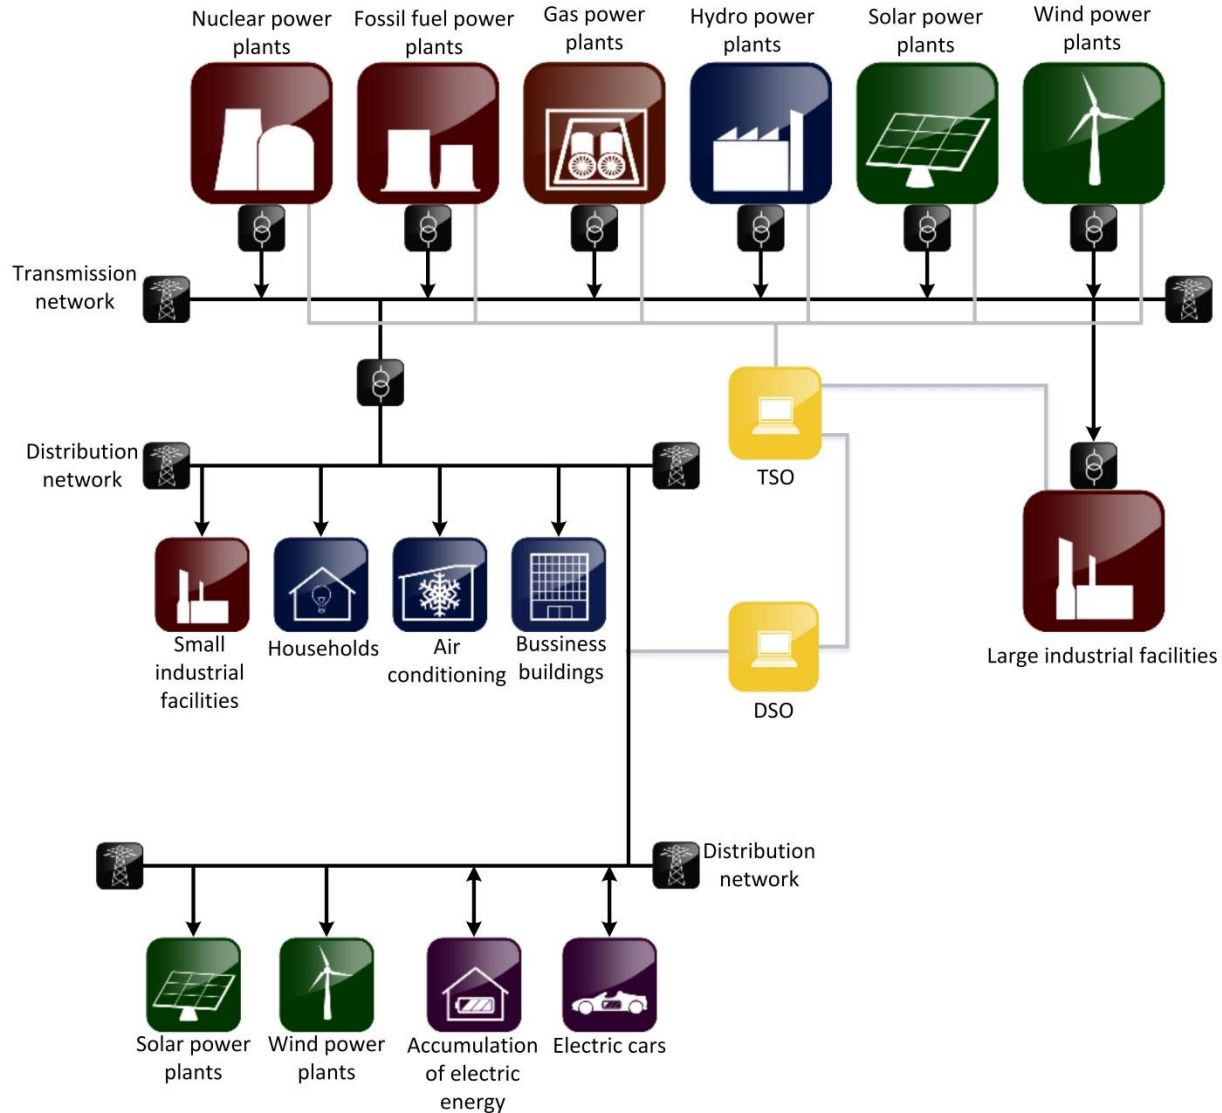 Nuclear power
plants
Fossil fuel power
plants
Gas power
plants
Hydro power
plants
Solar power
plants
Wind power
plants
Transmission
network
Distribution
network
TSO
Small
industrial
facilities
Households
Air
conditioning
Bussiness
buildings
DSO
Large industrial facilities
Distribution
network
Solar power
plants
Wind power
plants
Accumulation
of electric
energy
Electric cars